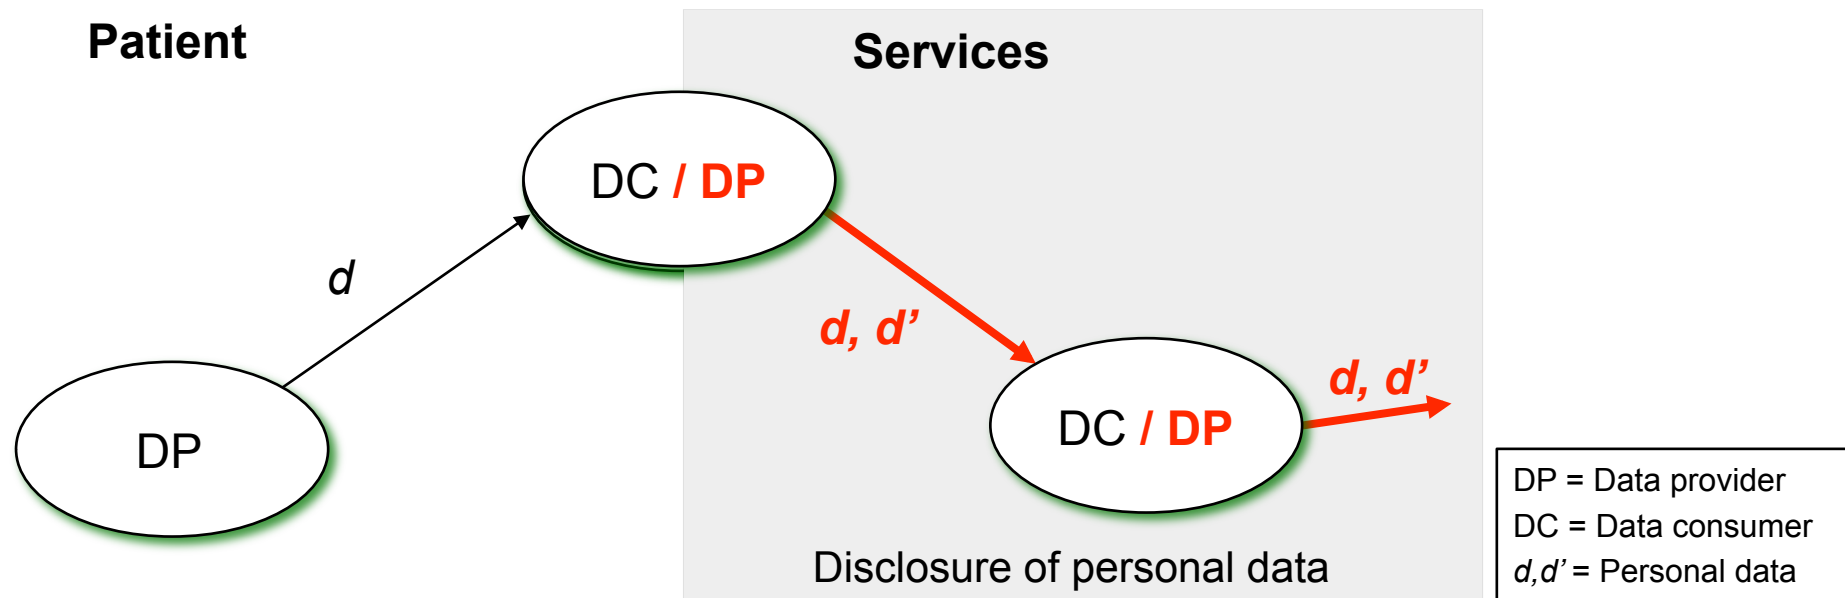 Patient
Services
DC / DP
d
d, d’
d, d’
DP
DC / DP
DP = Data provider
DC = Data consumer
d,d’ = Personal data
Disclosure of personal data